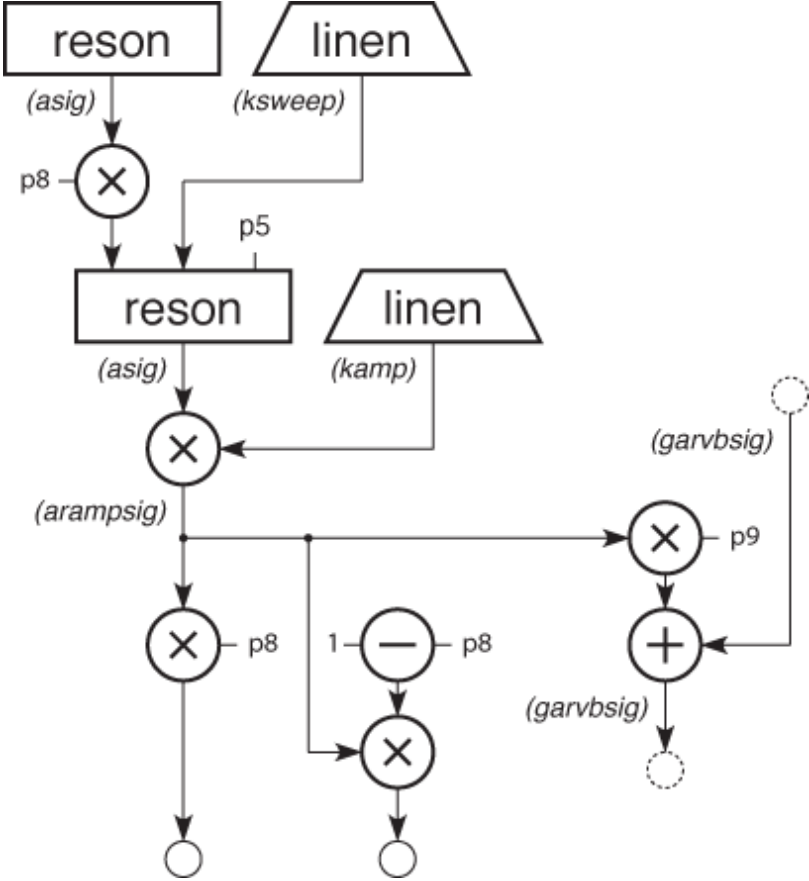 reson
linen
(asig)
(ksweep)
p8
×
p5
reson
linen
(asig)
(kamp)
×
(garvbsig)
(arampsig)
×
p9
×
p8
1
−
p8
+
(garvbsig)
×